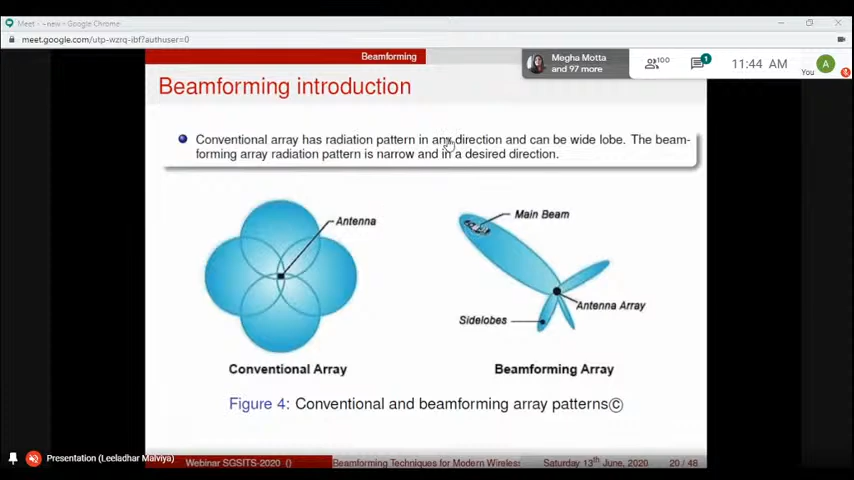 Meet - ~new - Google Chrome
meet.google.com/utp-wzrq-ibf?authuser=0
Beamforming
Megha Motta
and 97 more
100
1
11:44 AM
You
A
Beamforming introduction
Conventional array has radiation pattern in any direction and can be wide lobe. The beam-
forming array radiation pattern is narrow and in a desired direction.
Antenna
Main Beam
Antenna Array
Sidelobes
Conventional Array
Beamforming Array
Figure 4: Conventional and beamforming array patterns©
Presentation (Leeladhar Malviya)
Webinar SGSITS-2020 ()
Beamforming Techniques for Modern Wireless
Saturday 13th June, 2020
20 / 48